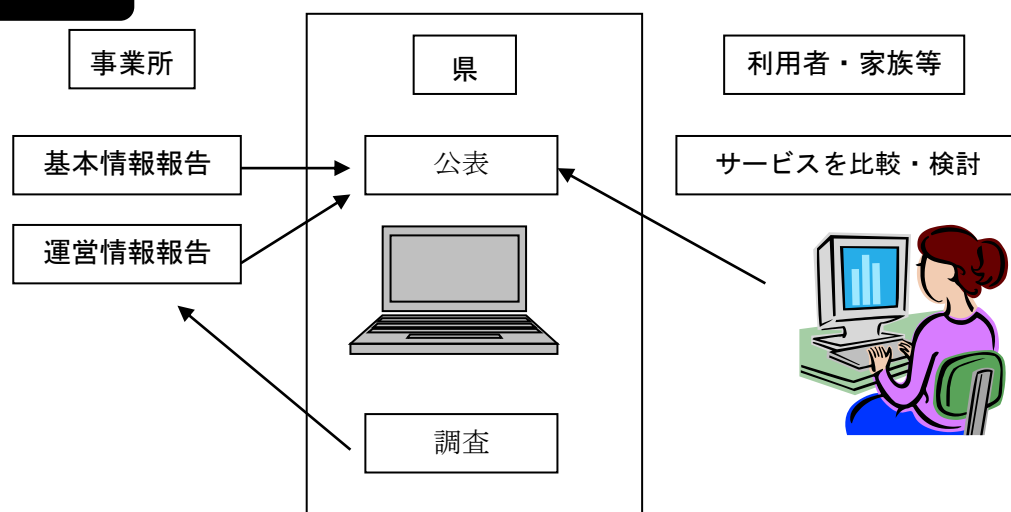 事業所
県
利用者・家族等
基本情報報告
公表
サービスを比較・検討
運営情報報告
調査